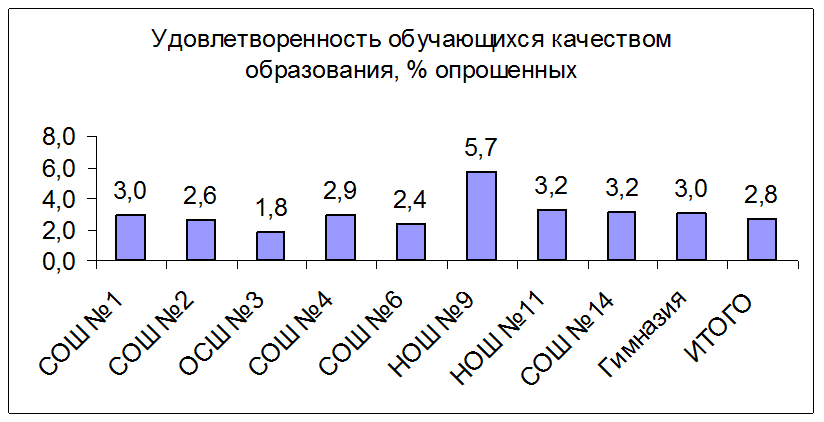 Удовлетворенность обучающихся качеством
образования, % опрошенных
8,0
6,0
4,0
2,0
0,0
3,0
2,6
1,8
2,9
2,4
5,7
3,2
3,2
3,0
2,8
СОШ №1
СОШ №2
ОСШ №3
СОШ №4
СОШ №6
НОШ №9
НОШ №11
СОШ №14
Гимназия
ИТОГО